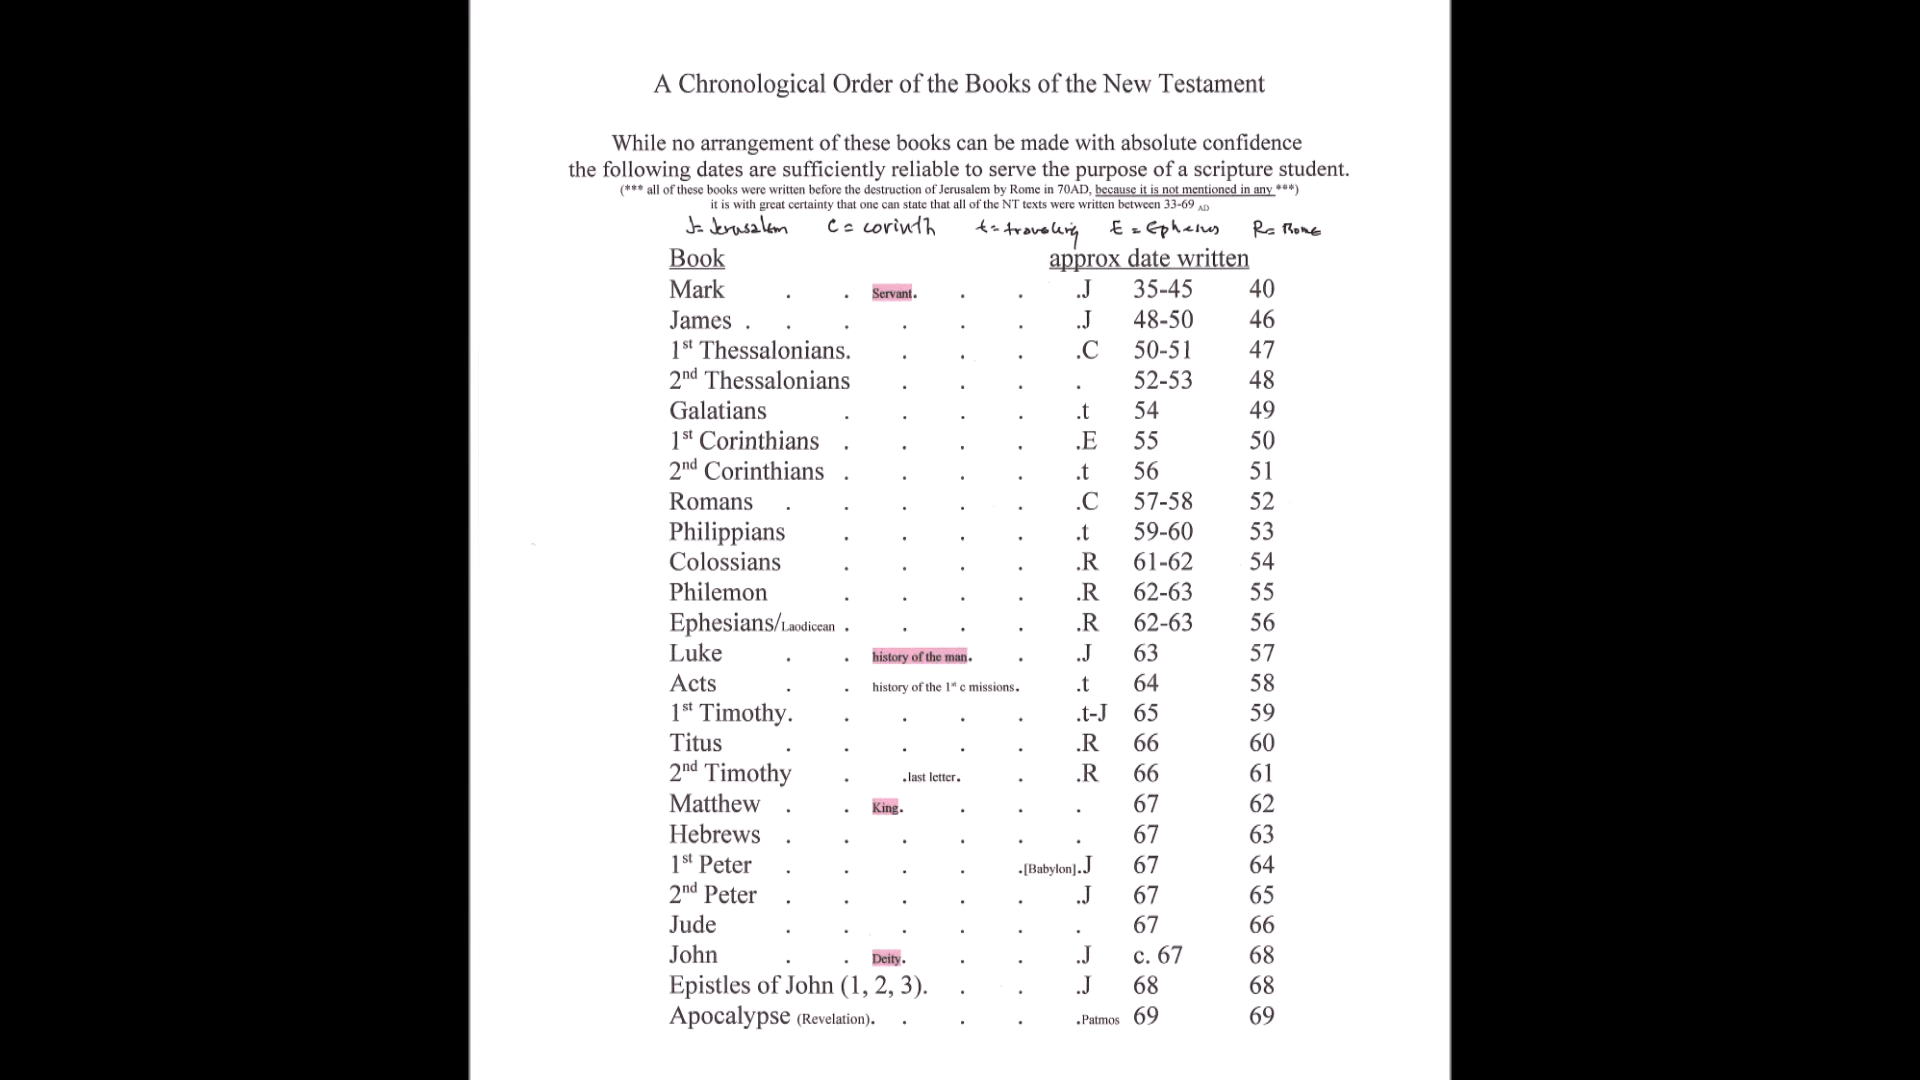 A Chronological Order of the Books of the New Testament
While no arrangement of these books can be made with absolute confidence
the following dates are sufficiently reliable to serve the purpose of a scripture student.
(*** all of these books were written before the destruction of Jerusalem by Rome in 70AD, because it is not mentioned in any ***)
it is with great certainty that one can state that all of the NT texts were written between 33-69 AD
J= Jerusalem C = corinth t = traveling E = Ephesus R= Rome
Book approx date written
Mark . . Servant. . . .J 35-45 40
James . . . . . . .J 48-50 46
1st Thessalonians. . . . .C 50-51 47
2nd Thessalonians . . . . 52-53 48
Galatians . . . . .t 54 49
1st Corinthians . . . . .E 55 50
2nd Corinthians . . . . .t 56 51
Romans . . . . . .C 57-58 52
Philippians . . . . .t 59-60 53
Colossians . . . . .R 61-62 54
Philemon . . . . .R 62-63 55
Ephesians/Laodicean . . . . .R 62-63 56
Luke . . history of the man. . .J 63 57
Acts . . history of the 1st c missions. .t 64 58
1st Timothy. . . . . .t-J 65 59
Titus . . . . . .R 66 60
2nd Timothy . .last letter. . .R 66 61
Matthew . . King. . . . 67 62
Hebrews . . . . . . 67 63
1st Peter . . . . .[Babylon].J 67 64
2nd Peter . . . . . .J 67 65
Jude . . . . . . 67 66
John . . Deity. . . .J c. 67 68
Epistles of John (1, 2, 3). . . .J 68 68
Apocalypse (Revelation). . . . .Patmos 69 69